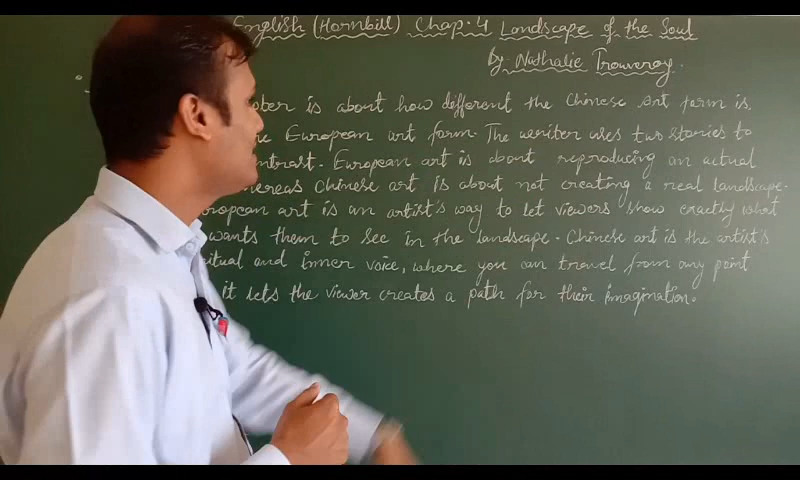 English (Hornbill) Chap. 4 Landscape of the Soul
By. Nathalie Trouveroy.
is about how different the Chinese art form is.
European art form. The writer uses two stories to
European art is about reproducing an actual
Chinese art is about not creating a real landscape.
art is an artist's way to let viewers show exactly what
wants them to see in the landscape. Chinese art is the artist's
and inner voice, where you can travel from any point
it lets the viewer creates a path for their imagination.